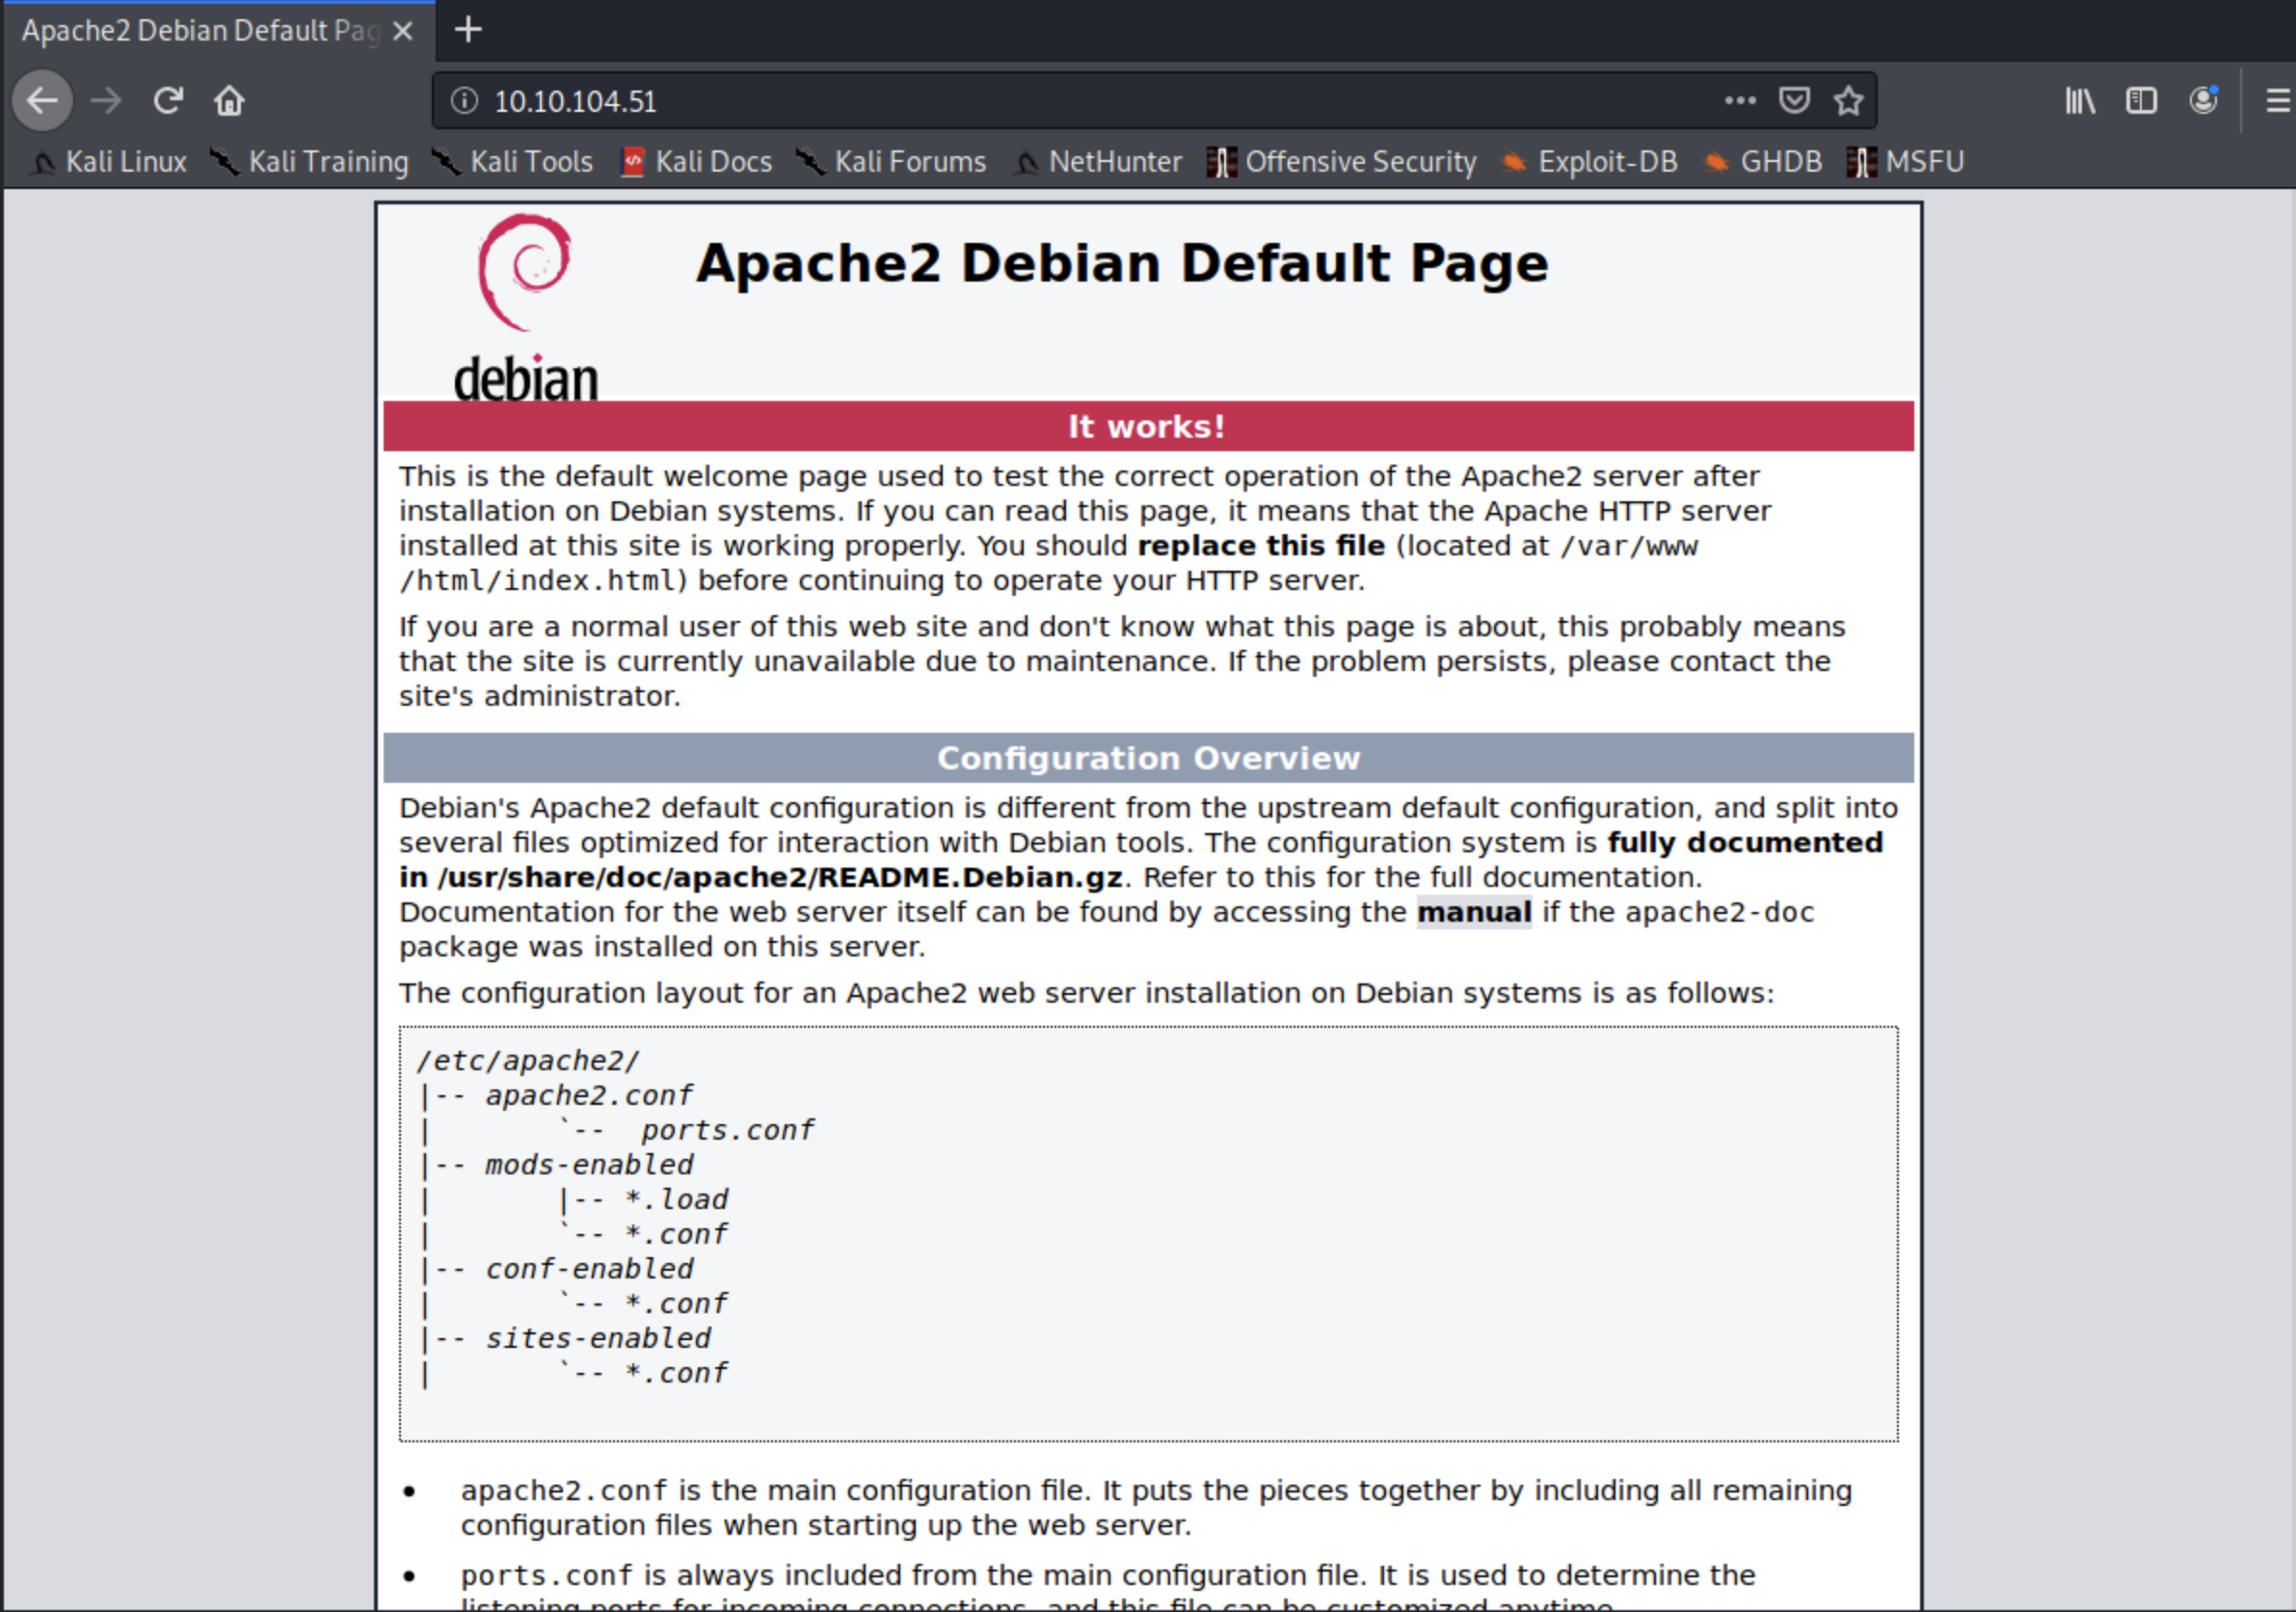 Apache2 Debian Default Pag
10.10.104.51
Kali Linux Kali Training Kali Tools Kali Docs Kali Forums NetHunter Offensive Security Exploit-DB GHDB MSFU
Apache2 Debian Default Page
debian
It works!
This is the default welcome page used to test the correct operation of the Apache2 server after
installation on Debian systems. If you can read this page, it means that the Apache HTTP server
installed at this site is working properly. You should replace this file (located at /var/www
/html/index.html) before continuing to operate your HTTP server.
If you are a normal user of this web site and don't know what this page is about, this probably means
that the site is currently unavailable due to maintenance. If the problem persists, please contact the
site's administrator.
Configuration Overview
Debian's Apache2 default configuration is different from the upstream default configuration, and split into
several files optimized for interaction with Debian tools. The configuration system is fully documented
in /usr/share/doc/apache2/README.Debian.gz. Refer to this for the full documentation.
Documentation for the web server itself can be found by accessing the manual if the apache2-doc
package was installed on this server.
The configuration layout for an Apache2 web server installation on Debian systems is as follows:
/etc/apache2/
|-- apache2.conf
|       `--  ports.conf
|-- mods-enabled
|       |-- *.load
|       `-- *.conf
|-- conf-enabled
|       `-- *.conf
|-- sites-enabled
|       `-- *.conf
• apache2.conf is the main configuration file. It puts the pieces together by including all remaining
configuration files when starting up the web server.
• ports.conf is always included from the main configuration file. It is used to determine the
listening ports for incoming connections, and this file can be customized anytime.